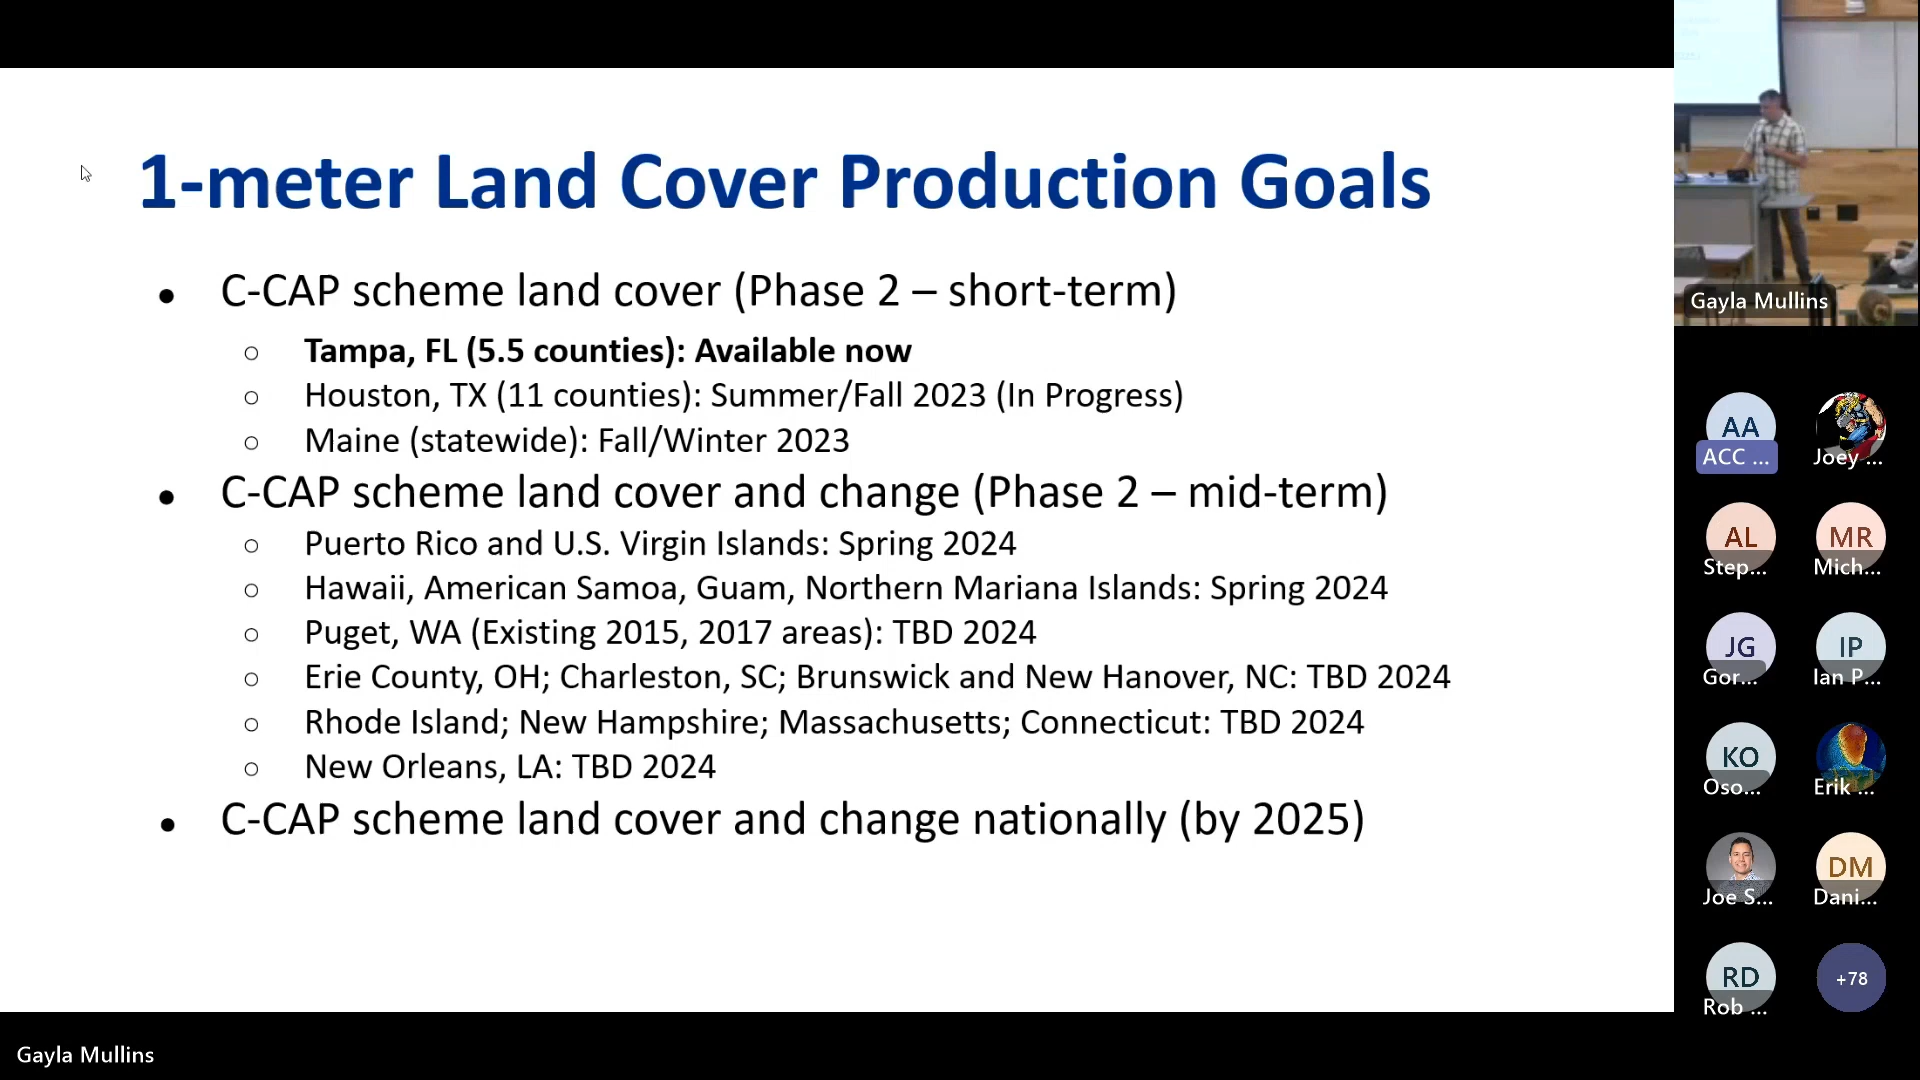 1-meter Land Cover Production Goals
● C-CAP scheme land cover (Phase 2 – short-term)
○ Tampa, FL (5.5 counties): Available now
○ Houston, TX (11 counties): Summer/Fall 2023 (In Progress)
○ Maine (statewide): Fall/Winter 2023
● C-CAP scheme land cover and change (Phase 2 – mid-term)
○ Puerto Rico and U.S. Virgin Islands: Spring 2024
○ Hawaii, American Samoa, Guam, Northern Mariana Islands: Spring 2024
○ Puget, WA (Existing 2015, 2017 areas): TBD 2024
○ Erie County, OH; Charleston, SC; Brunswick and New Hanover, NC: TBD 2024
○ Rhode Island; New Hampshire; Massachusetts; Connecticut: TBD 2024
○ New Orleans, LA: TBD 2024
● C-CAP scheme land cover and change nationally (by 2025)
Gayla Mullins
AA
ACC ...
Joey ...
AL
Step...
MR
Mich...
JG
Gor...
IP
Ian P...
KO
Oso...
Erik ...
Joe S...
DM
Dani...
RD
Rob ...
+78
Gayla Mullins